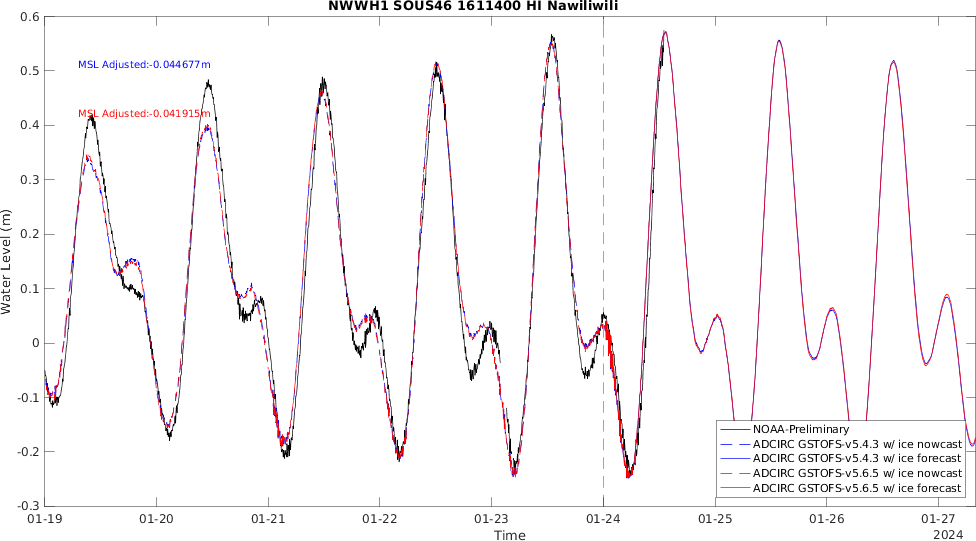 NWWH1 SOUS46 1611400 HI Nawiliwili
0.6
0.5
0.4
0.3
0.2
0.1
0
-0.1
-0.2
-0.3
Water Level (m)
MSL Adjusted:-0.044677m
MSL Adjusted:-0.041915m
NOAA-Preliminary
ADCIRC GSTOFS-v5.4.3 w/ ice nowcast
ADCIRC GSTOFS-v5.4.3 w/ ice forecast
ADCIRC GSTOFS-v5.6.5 w/ ice nowcast
ADCIRC GSTOFS-v5.6.5 w/ ice forecast
01-19 01-20 01-21 01-22 01-23 01-24 01-25 01-26 01-27
Time 2024